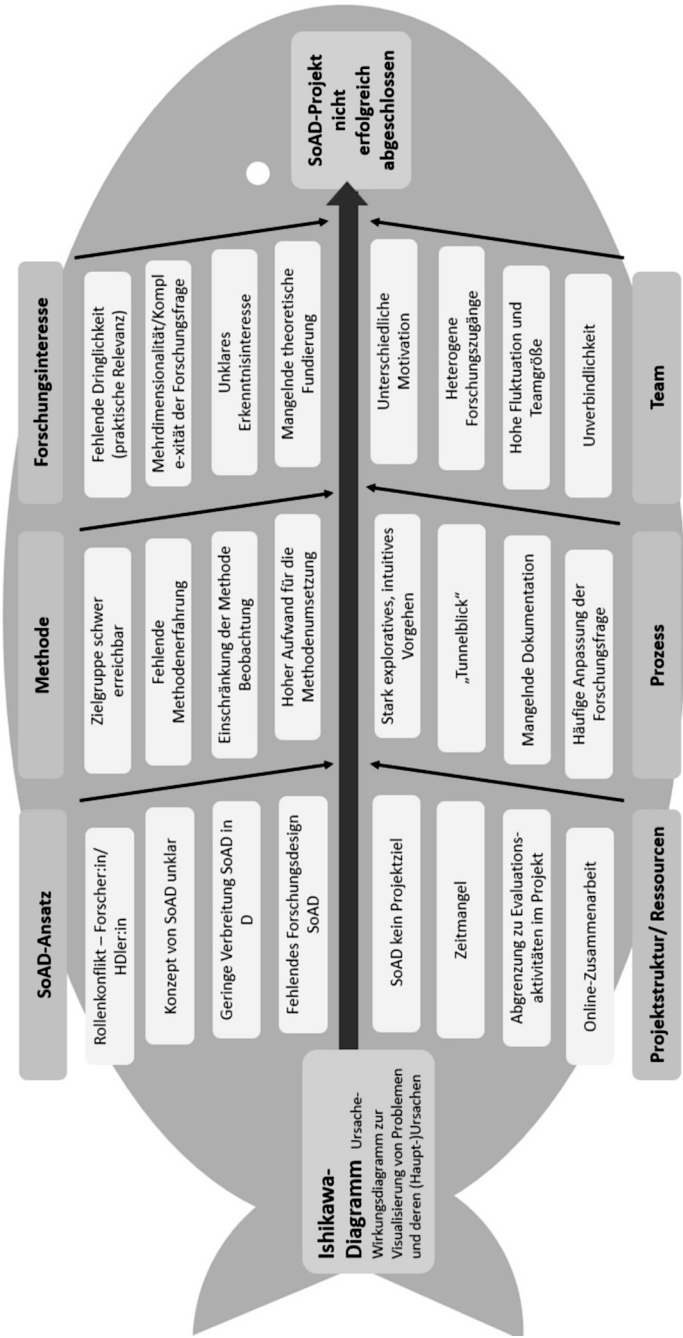 SoAD-Ansatz
Rollenkonflikt – Forscher:in/
HDler:in
Konzept von SoAD unklar
Geringe Verbreitung SoAD in
D
Fehlendes Forschungsdesign
SoAD
Methode
Zielgruppe schwer
erreichbar
Fehlende
Methodenerfahrung
Einschränkung der Methode
Beobachtung
Hoher Aufwand für die
Methodenumsetzung
Forschungsinteresse
Fehlende Dringlichkeit
(praktische Relevanz)
Mehrdimensionalität/Kompl
e-xität der Forschungsfrage
Unklares
Erkenntnisinteresse
Mangelnde theoretische
Fundierung
Ishikawa-
Diagramm Ursache-
Wirkungsdiagramm zur
Visualisierung von Problemen
und deren (Haupt-)Ursachen
SoAD-Projekt
nicht
erfolgreich
abgeschlossen
SoAD kein Projektziel
Zeitmangel
Abgrenzung zu Evaluations-
aktivitäten im Projekt
Online-Zusammenarbeit
Projektstruktur/ Ressourcen
Stark exploratives, intuitives
Vorgehen
„Tunnelblick“
Mangelnde Dokumentation
Häufige Anpassung der
Forschungsfrage
Prozess
Unterschiedliche
Motivation
Heterogene
Forschungszugänge
Hohe Fluktuation und
Teamgröße
Unverbindlichkeit
Team